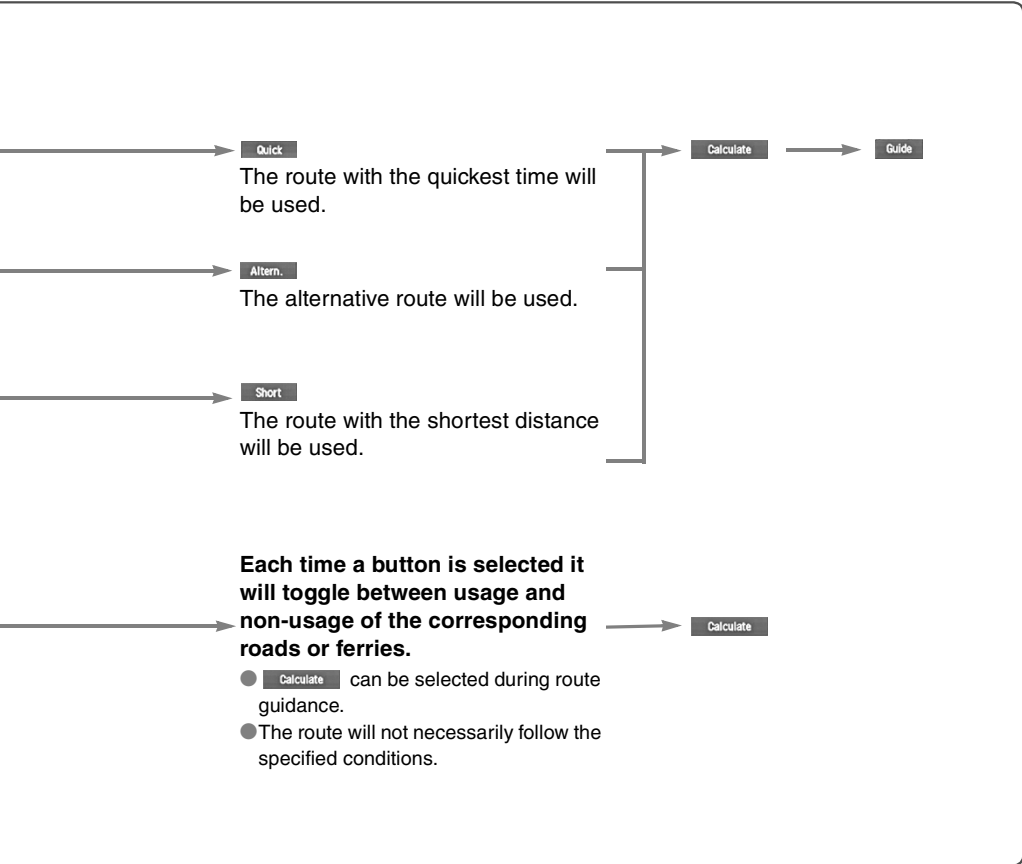 Quick
Calculate
Guide
The route with the quickest time will
be used.
Altern.
The alternative route will be used.
Short
The route with the shortest distance
will be used.
Each time a button is selected it
will toggle between usage and
non-usage of the corresponding
roads or ferries.
Calculate
● Calculate can be selected during route
guidance.
●The route will not necessarily follow the
specified conditions.